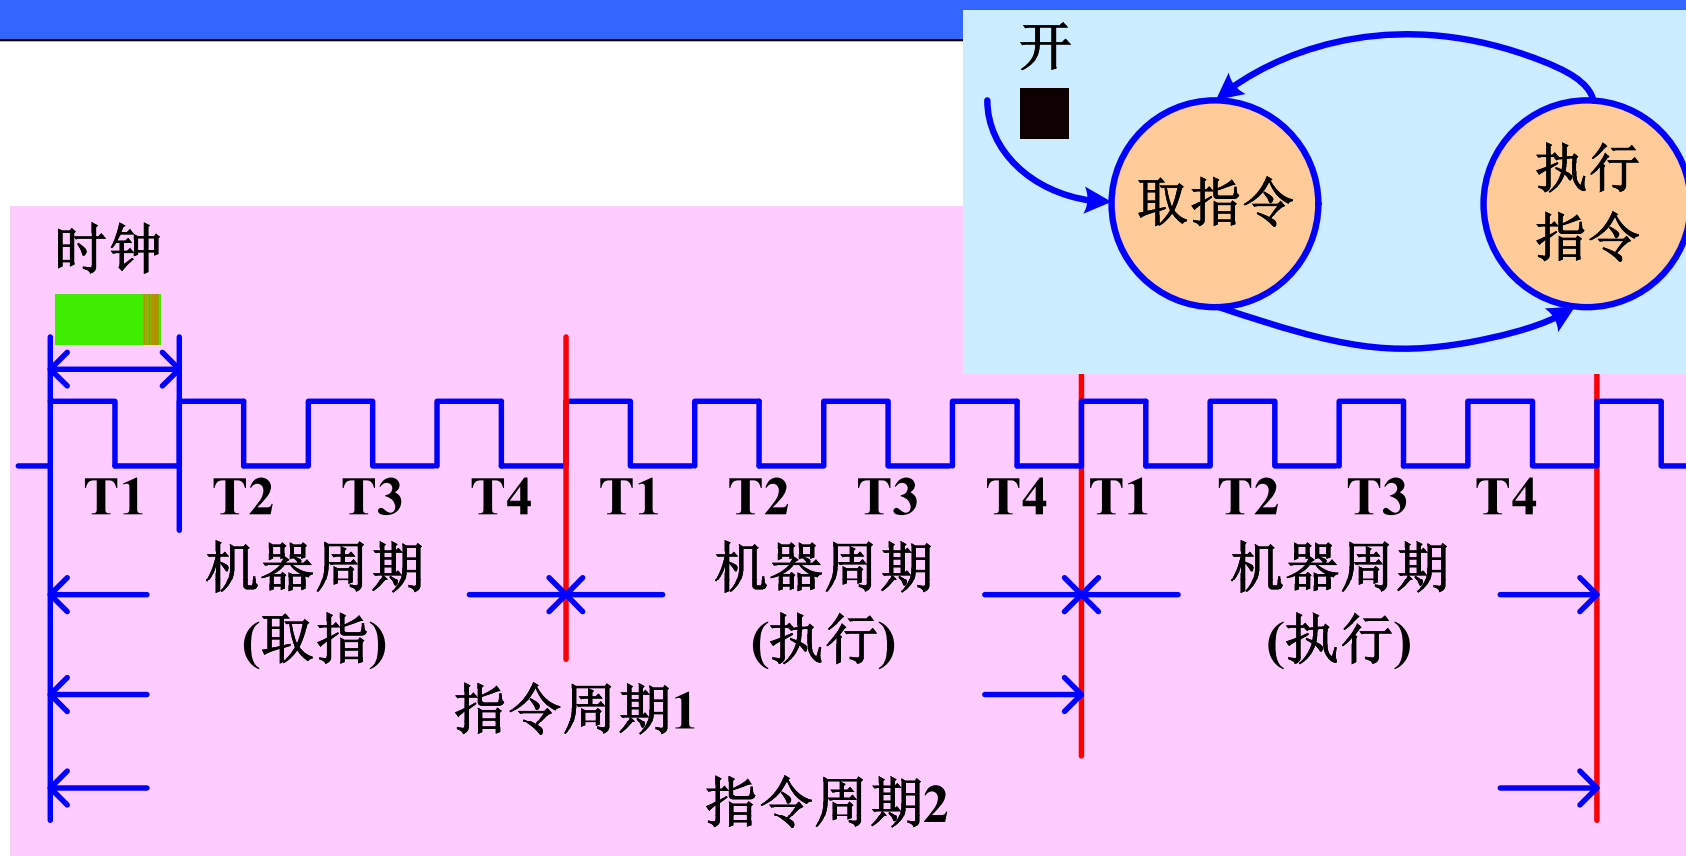 开
取指令
执行
指令
时钟
T1 T2 T3 T4 T1 T2 T3 T4 T1 T2 T3 T4
机器周期 机器周期 机器周期
(取指) (执行) (执行)
指令周期1
指令周期2